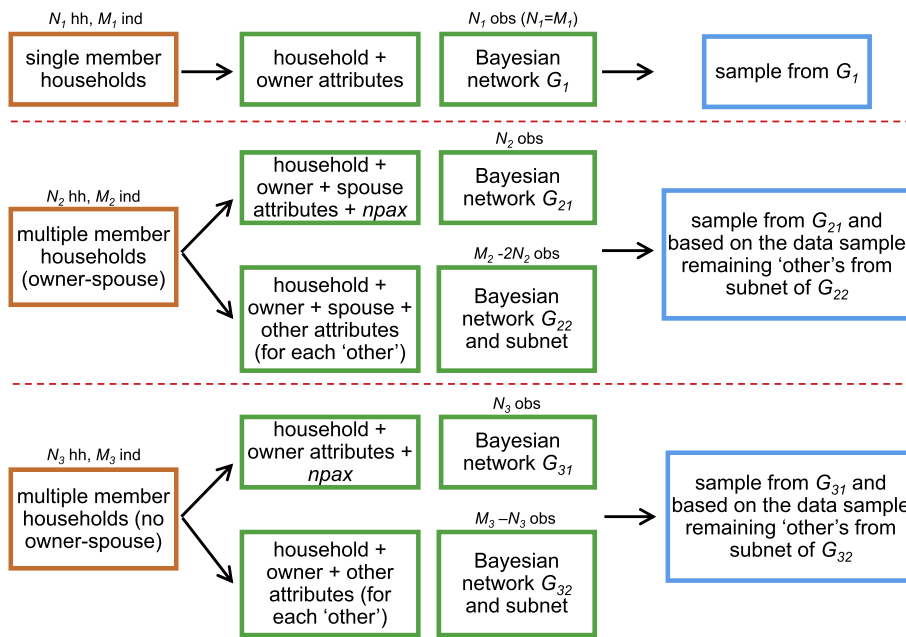 N1 hh, M1 ind
single member
households
household +
owner attributes
N1 obs (N1=M1)
Bayesian
network G1
sample from G1
N2 hh, M2 ind
multiple member
households
(owner-spouse)
household +
owner + spouse
attributes + npax
N2 obs
Bayesian
network G21
household +
owner + spouse +
other attributes
(for each ‘other’)
M2 -2N2 obs
Bayesian
network G22
and subnet
sample from G21 and
based on the data sample
remaining ‘other’s from
subnet of G22
N3 hh, M3 ind
multiple member
households (no
owner-spouse)
household +
owner attributes +
npax
N3 obs
Bayesian
network G31
household +
owner + other
attributes (for
each ‘other’)
M3 –N3 obs
Bayesian
network G32
and subnet
sample from G31 and
based on the data sample
remaining ‘other’s from
subnet of G32